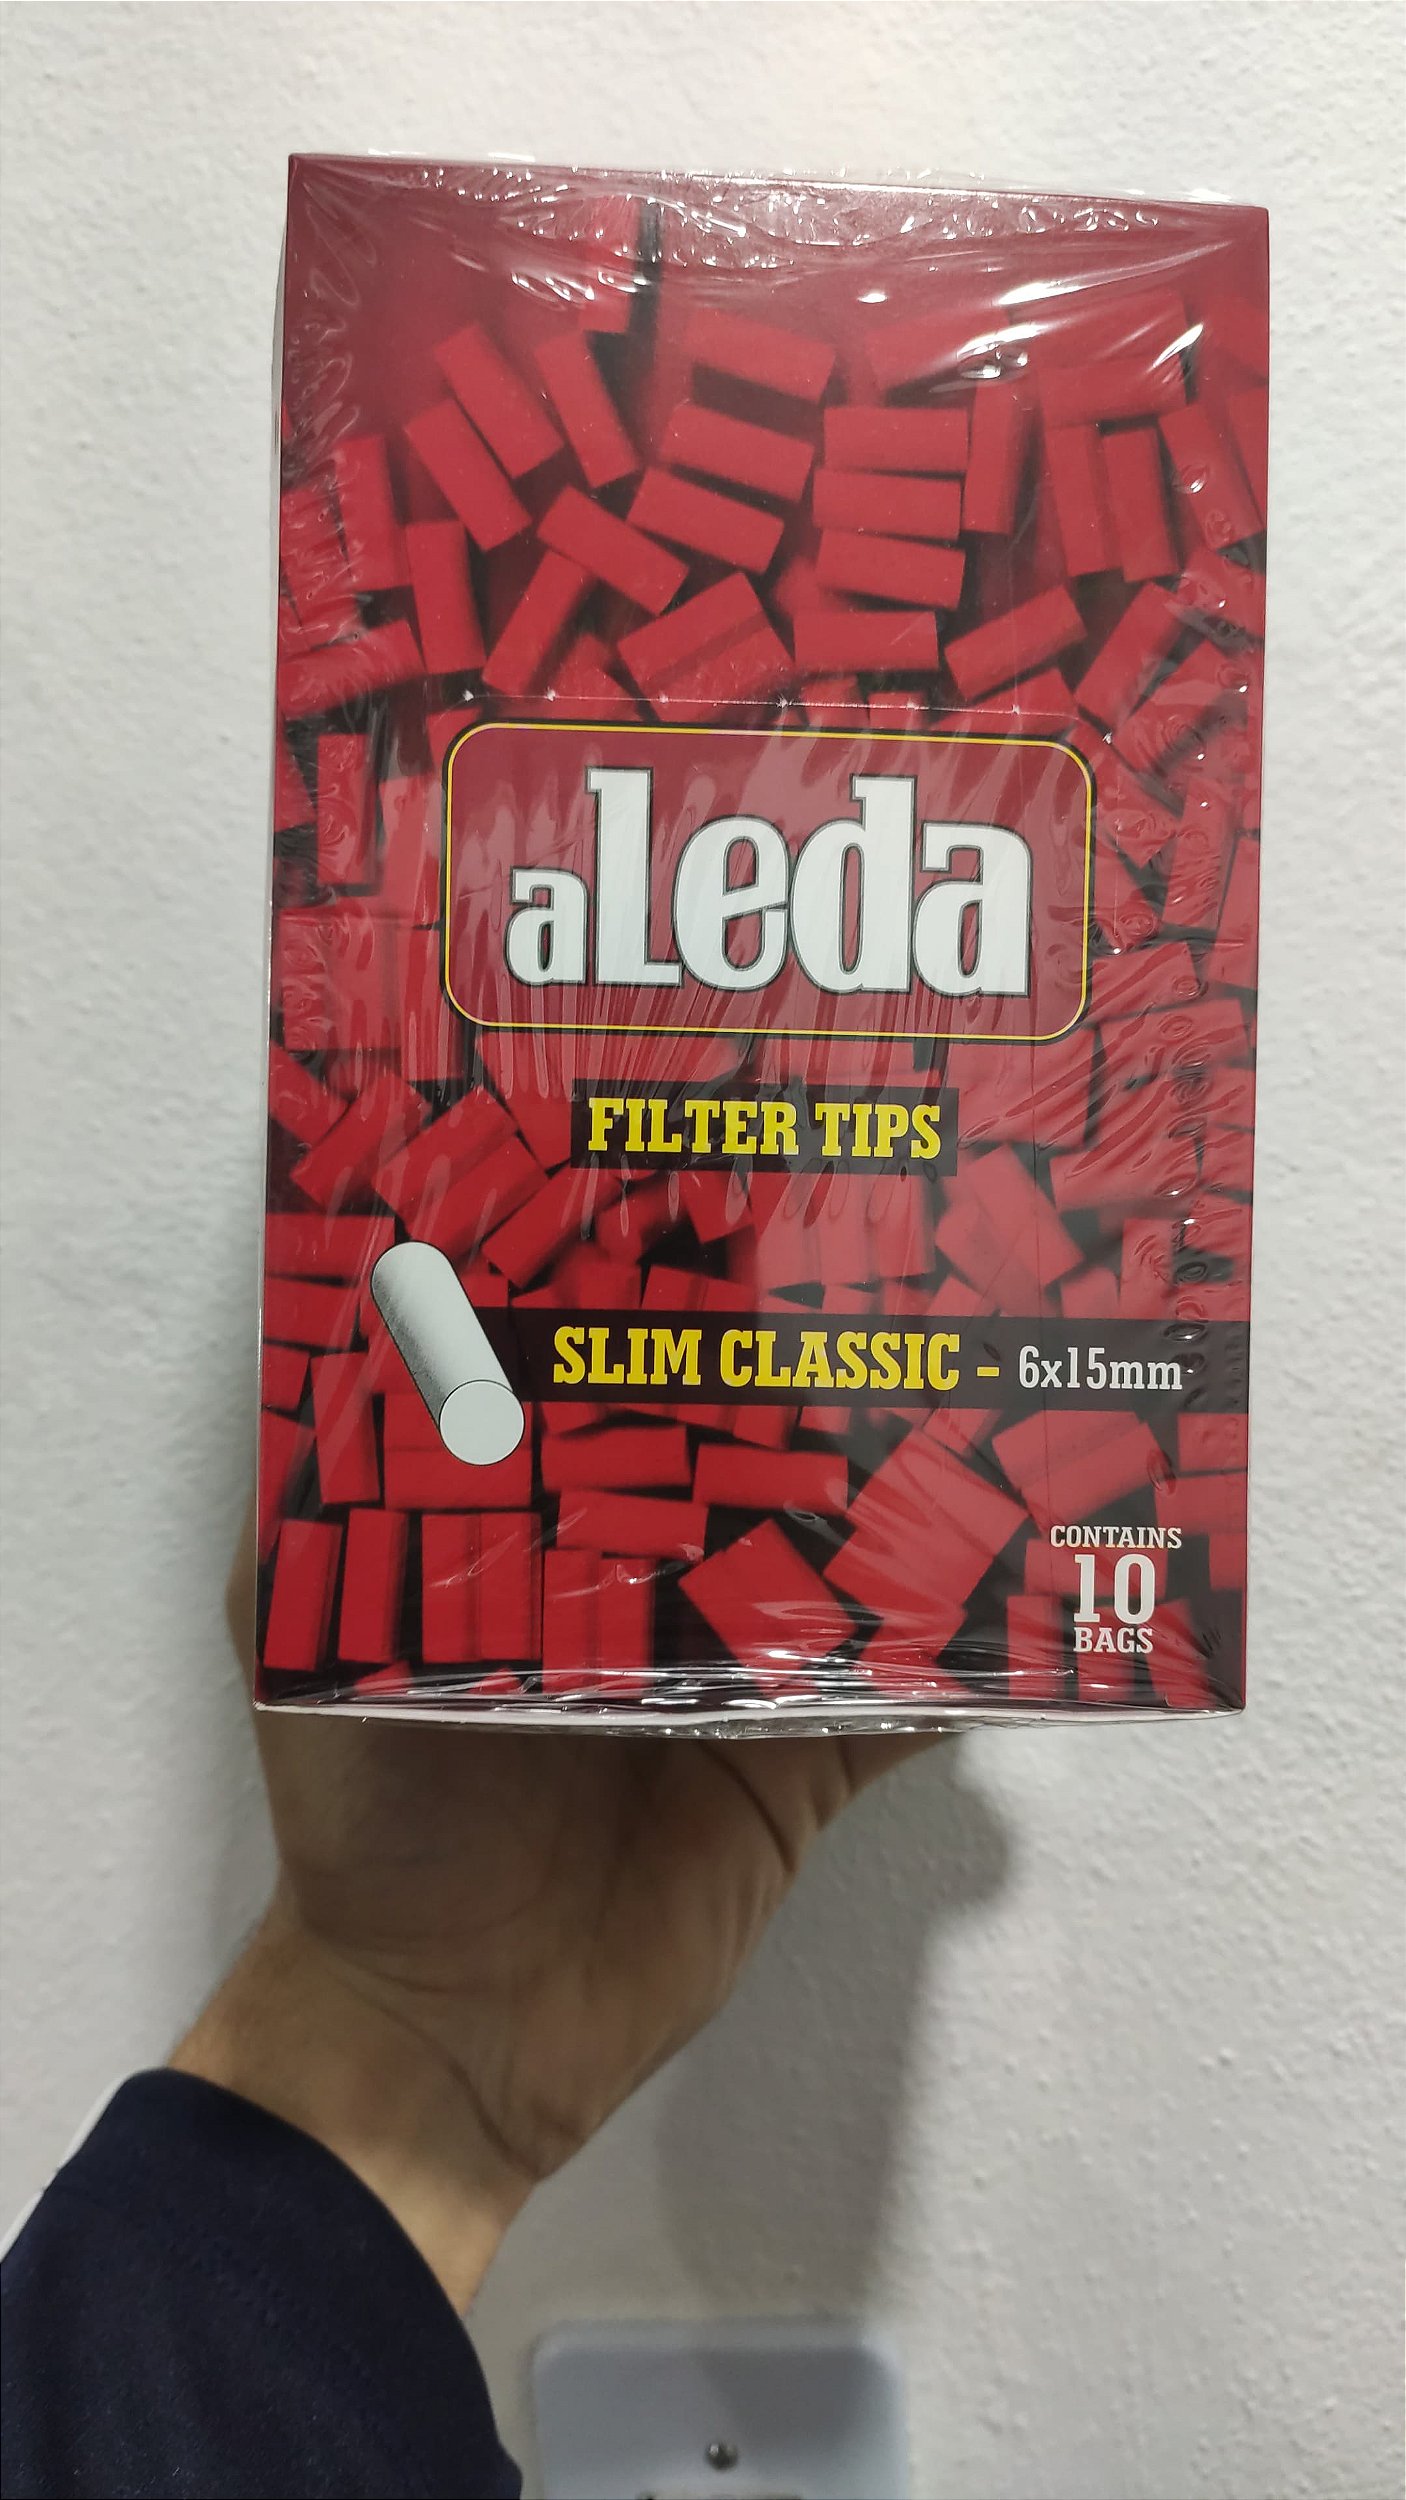 aLeda
FILTER TIPS
SLIM CLASSIC - 6x15mm
CONTAINS
10
BAGS